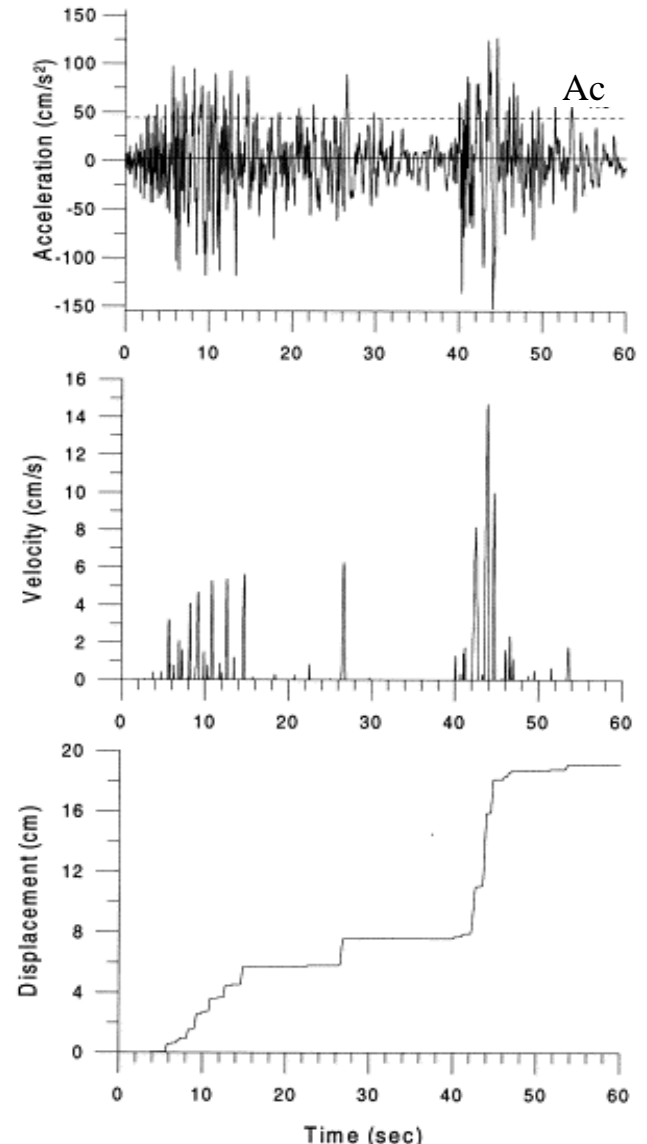 150
100
50
0
-50
-100
-150
Acceleration (cm/s²)
Ac
0 10 20 30 40 50 60
16
14
12
10
8
6
4
2
0
Velocity (cm/s)
0 10 20 30 40 50 60
20
16
12
8
4
0
Displacement (cm)
0 10 20 30 40 50 60
Time (sec)